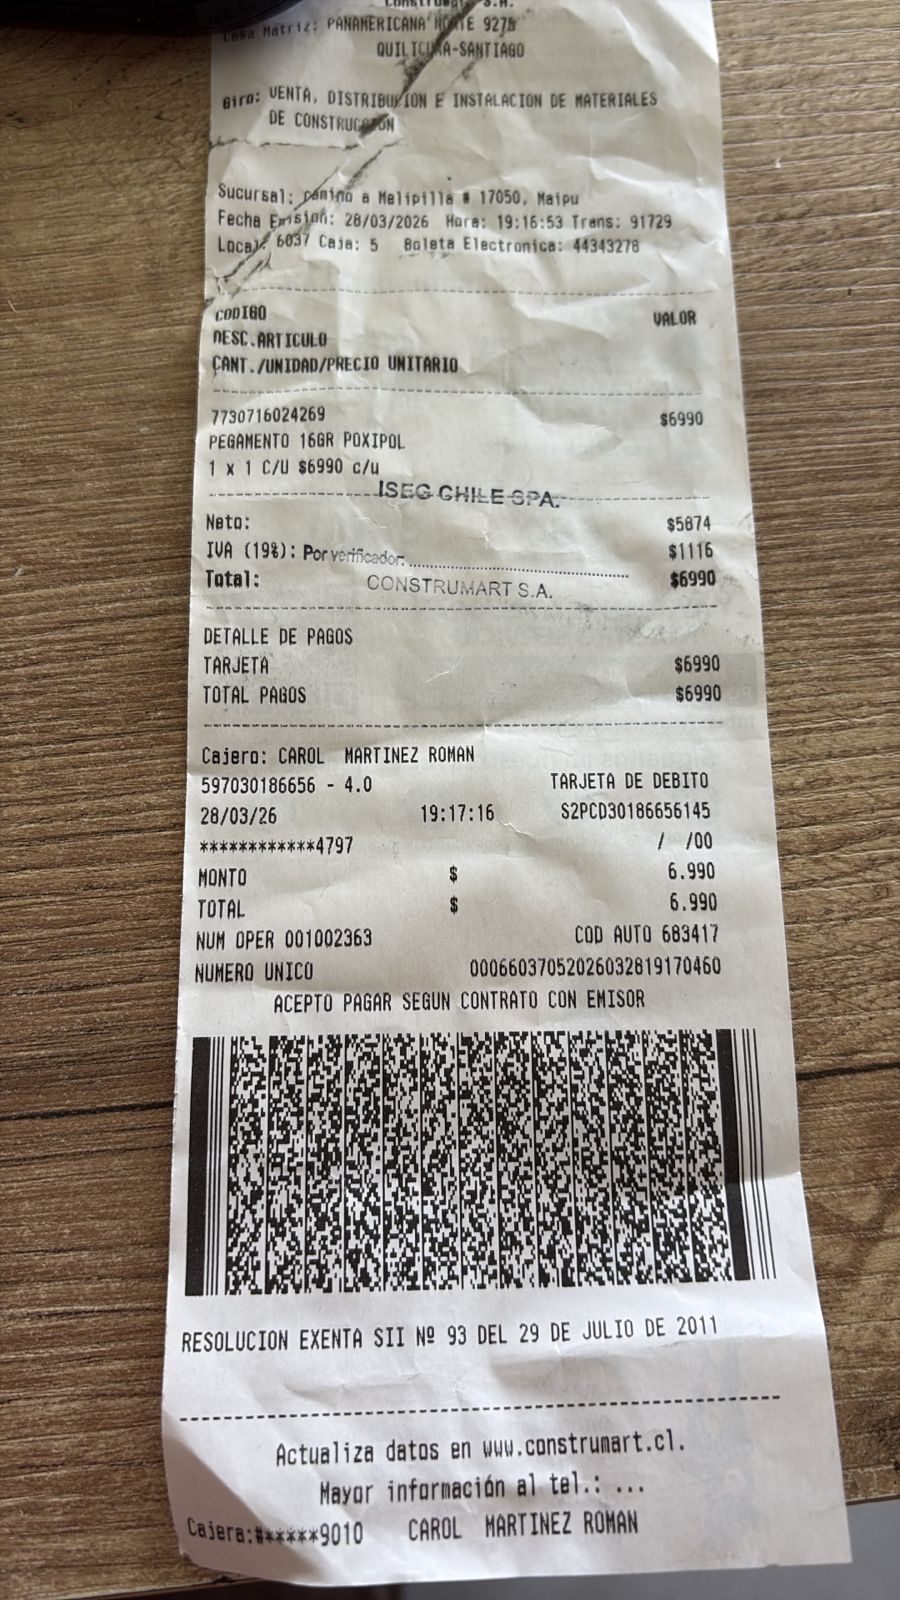 Construmart S.A.
Casa Matriz: PANAMERICANA NORTE 9275
QUILICURA-SANTIAGO
Giro: VENTA, DISTRIBUCION E INSTALACION DE MATERIALES
DE CONSTRUCCION
Sucursal: camino a Melipilla # 17050, Maipu
Fecha Emision: 28/03/2026 Hora: 19:16:53 Trans: 91729
Local: 6037 Caja: 5 Boleta Electronica: 44343278
CODIGO VALOR
DESC.ARTICULO
CANT./UNIDAD/PRECIO UNITARIO
7730716024269 $6990
PEGAMENTO 16GR POXIPOL
1 x 1 C/U $6990 c/u
ISEG CHILE SPA.
Neto: $5874
IVA (19%): $1116
Por verificador:
Total: $6990
CONSTRUMART S.A.
DETALLE DE PAGOS
TARJETA $6990
TOTAL PAGOS $6990
Cajero: CAROL MARTINEZ ROMAN
597030186656 - 4.0 TARJETA DE DEBITO
28/03/26 19:17:16 S2PCD30186656145
************4797 / /00
MONTO $ 6.990
TOTAL $ 6.990
NUM OPER 001002363 COD AUTO 683417
NUMERO UNICO 00066037052026032819170460
ACEPTO PAGAR SEGUN CONTRATO CON EMISOR
RESOLUCION EXENTA SII Nº 93 DEL 29 DE JULIO DE 2011
Actualiza datos en www.construmart.cl.
Mayor información al tel.: ...
Cajera:#*****9010 CAROL MARTINEZ ROMAN